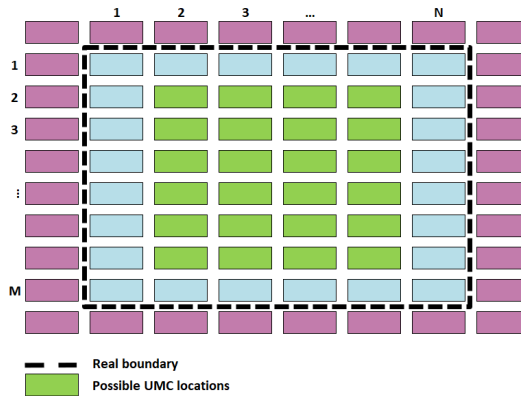 1 2 3 ... N
1
2
3
...
M
Real boundary
Possible UMC locations